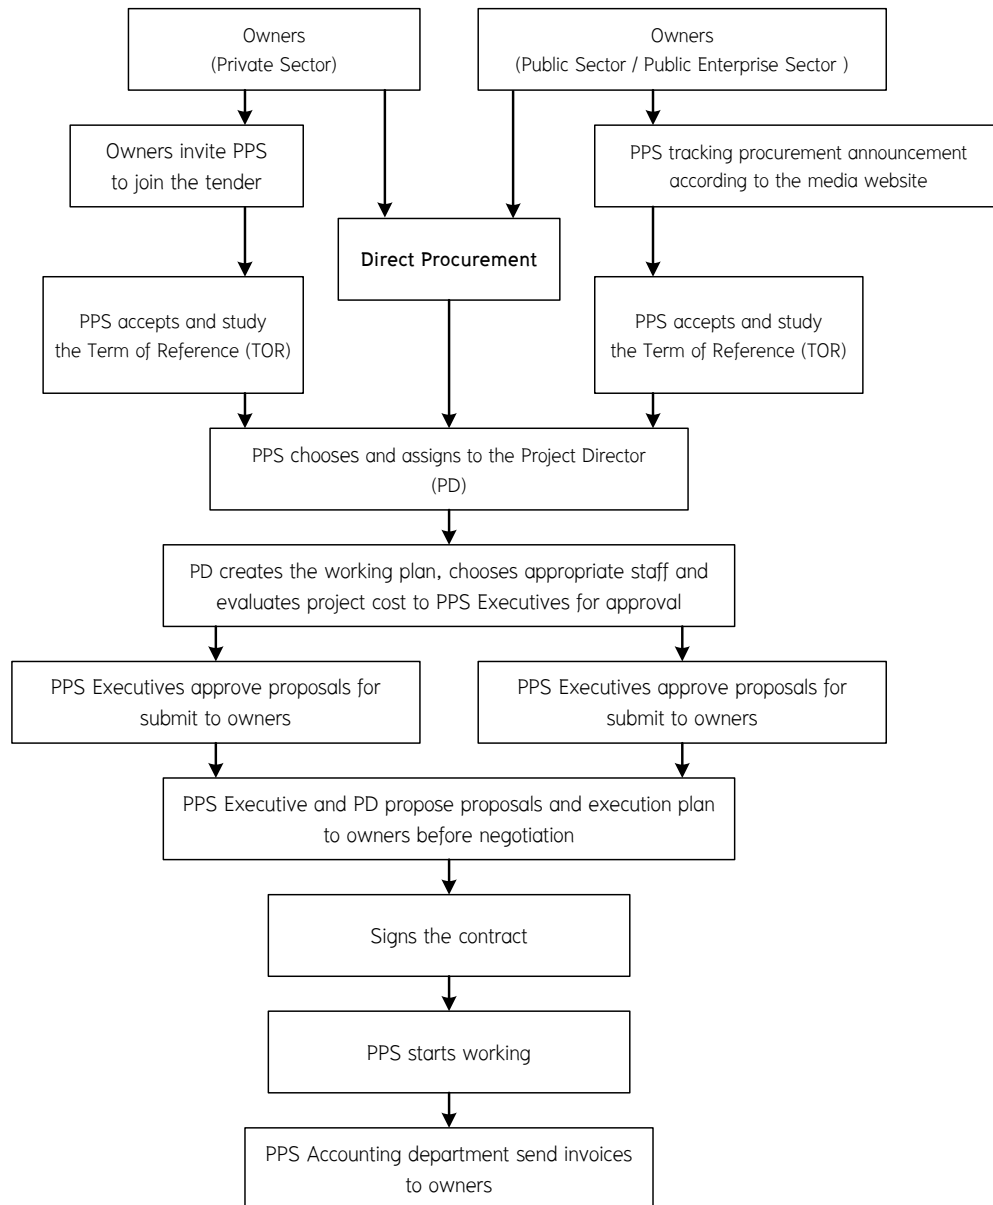 Owners
(Private Sector)
Owners
(Public Sector / Public Enterprise Sector )
Owners invite PPS
to join the tender
PPS tracking procurement announcement
according to the media website
Direct Procurement
PPS accepts and study
the Term of Reference (TOR)
PPS accepts and study
the Term of Reference (TOR)
PPS chooses and assigns to the Project Director
(PD)
PD creates the working plan, chooses appropriate staff and
evaluates project cost to PPS Executives for approval
PPS Executives approve proposals for
submit to owners
PPS Executives approve proposals for
submit to owners
PPS Executive and PD propose proposals and execution plan
to owners before negotiation
Signs the contract
PPS starts working
PPS Accounting department send invoices
to owners